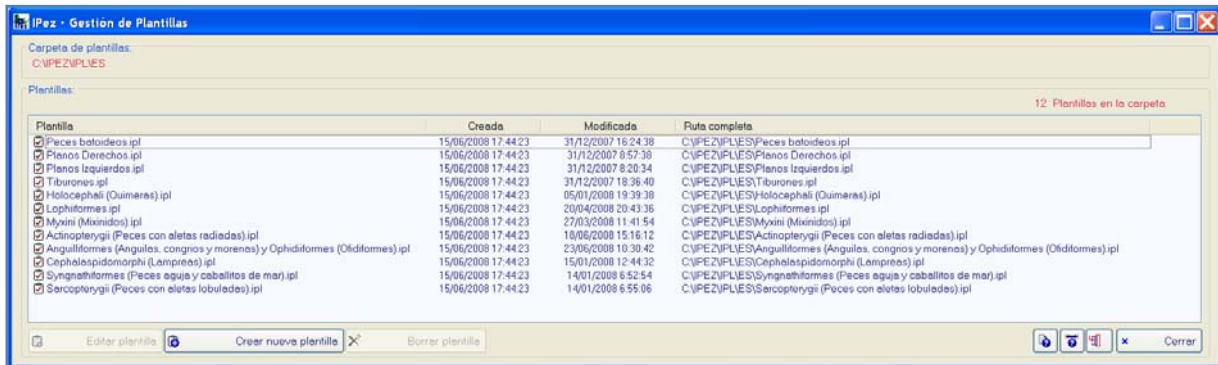 IPez - Gestión de Plantillas
Carpeta de plantillas:
C:\IPEZ\IPL\ES
Plantillas:
12 Plantillas en la carpeta
Plantilla Creada Modificada Ruta completa
Peces batoideos.ipl 15/06/2008 17:44:23 31/12/2007 16:24:38 C:\IPEZ\IPL\ES\Peces batoideos.ipl
Planos Derechos.ipl 15/06/2008 17:44:23 31/12/2007 8:57:38 C:\IPEZ\IPL\ES\Planos Derechos.ipl
Planos Izquierdos.ipl 15/06/2008 17:44:23 31/12/2007 8:20:34 C:\IPEZ\IPL\ES\Planos Izquierdos.ipl
Tiburones.ipl 15/06/2008 17:44:23 31/12/2007 18:36:40 C:\IPEZ\IPL\ES\Tiburones.ipl
Holocephali (Quimeras).ipl 15/06/2008 17:44:23 05/01/2008 19:39:38 C:\IPEZ\IPL\ES\Holocephali (Quimeras).ipl
Lophiiformes.ipl 15/06/2008 17:44:23 20/04/2008 20:43:36 C:\IPEZ\IPL\ES\Lophiiformes.ipl
Myxini (Mixinidos).ipl 15/06/2008 17:44:23 27/03/2008 11:41:54 C:\IPEZ\IPL\ES\Myxini (Mixinidos).ipl
Actinopterygii (Peces con aletas radiadas).ipl 15/06/2008 17:44:23 18/06/2008 15:16:12 C:\IPEZ\IPL\ES\Actinopterygii (Peces con aletas radiadas).ipl
Anguilliformes (Anguilas, congrios y morenas) y Ophidiiformes (Ofidiformes).ipl 15/06/2008 17:44:23 23/06/2008 10:30:42 C:\IPEZ\IPL\ES\Anguilliformes (Anguilas, congrios y morenas) y Ophidiiformes (Ofidiformes).ipl
Cephalaspidomorphi (Lampreas).ipl 15/06/2008 17:44:23 15/01/2008 12:44:32 C:\IPEZ\IPL\ES\Cephalaspidomorphi (Lampreas).ipl
Syngnathiformes (Peces aguja y caballitos de mar).ipl 15/06/2008 17:44:23 14/01/2008 6:52:54 C:\IPEZ\IPL\ES\Syngnathiformes (Peces aguja y caballitos de mar).ipl
Sarcopterygii (Peces con aletas lobuladas).ipl 15/06/2008 17:44:23 14/01/2008 6:55:06 C:\IPEZ\IPL\ES\Sarcopterygii (Peces con aletas lobuladas).ipl
Editar plantilla Crear nueva plantilla Borrar plantilla Cerrar